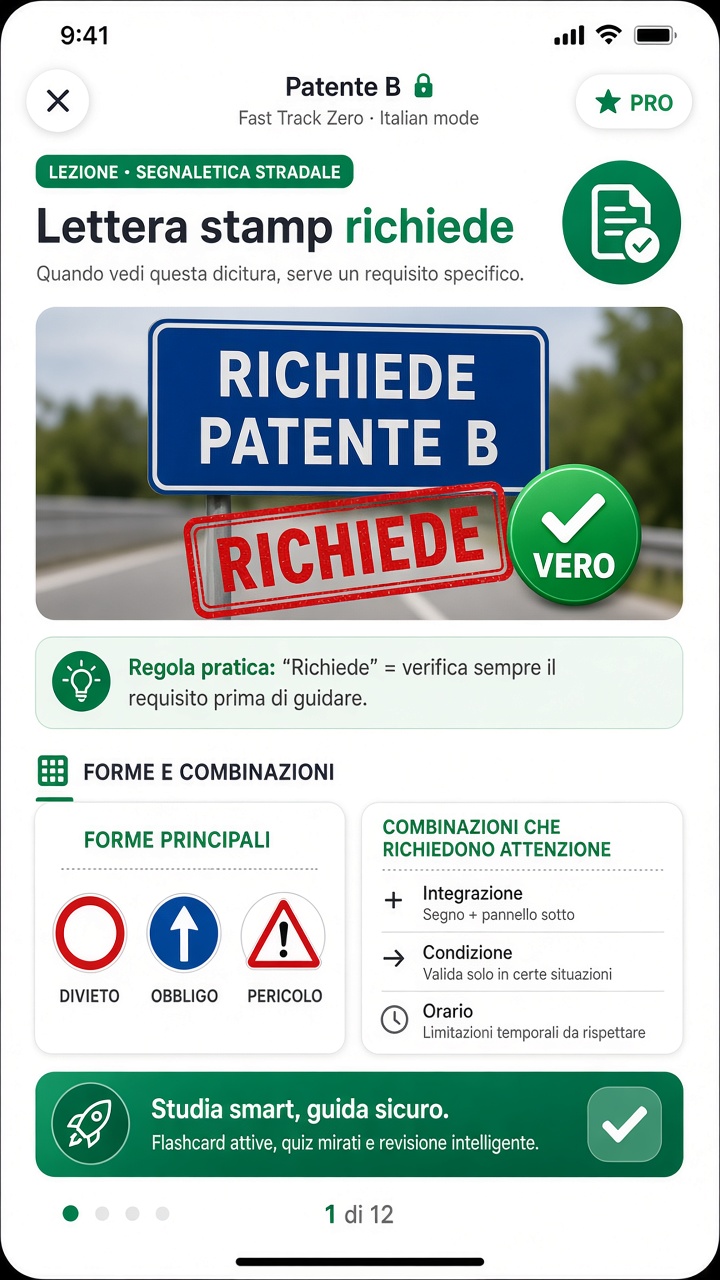 9:41
Patente B
Fast Track Zero · Italian mode
PRO
LEZIONE • SEGNALETICA STRADALE
Lettera stamp richiede
Quando vedi questa dicitura, serve un requisito specifico.
RICHIEDE
PATENTE B
RICHIEDE
VERO
Regola pratica: “Richiede” = verifica sempre il
requisito prima di guidare.
FORME E COMBINAZIONI
FORME PRINCIPALI
DIVIETO
OBBLIGO
PERICOLO
COMBINAZIONI CHE
RICHIEDONO ATTENZIONE
Integrazione
Segno + pannello sotto
Condizione
Valida solo in certe situazioni
Orario
Limitazioni temporali da rispettare
Studia smart, guida sicuro.
Flashcard attive, quiz mirati e revisione intelligente.
1 di 12